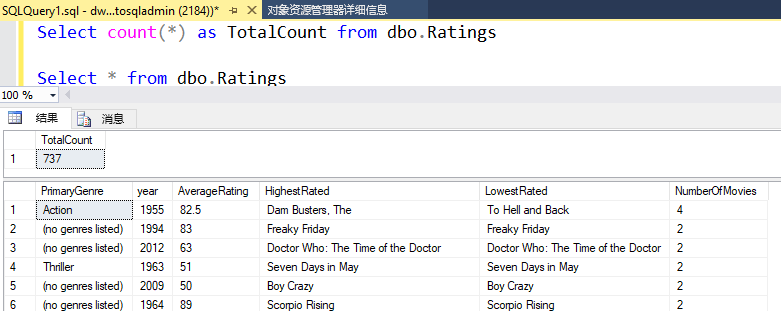 SQLQuery1.sql - dw...tosqladmin (2184))* 对象资源管理器详细信息
Select count(*) as TotalCount from dbo.Ratings
Select * from dbo.Ratings
100 %
结果 消息
TotalCount
1 737
PrimaryGenre year AverageRating HighestRated LowestRated NumberOfMovies
1 Action 1955 82.5 Dam Busters, The To Hell and Back 4
2 (no genres listed) 1994 83 Freaky Friday Freaky Friday 2
3 (no genres listed) 2012 63 Doctor Who: The Time of the Doctor Doctor Who: The Time of the Doctor 2
4 Thriller 1963 51 Seven Days in May Seven Days in May 2
5 (no genres listed) 2009 50 Boy Crazy Boy Crazy 2
6 (no genres listed) 1964 89 Scorpio Rising Scorpio Rising 2